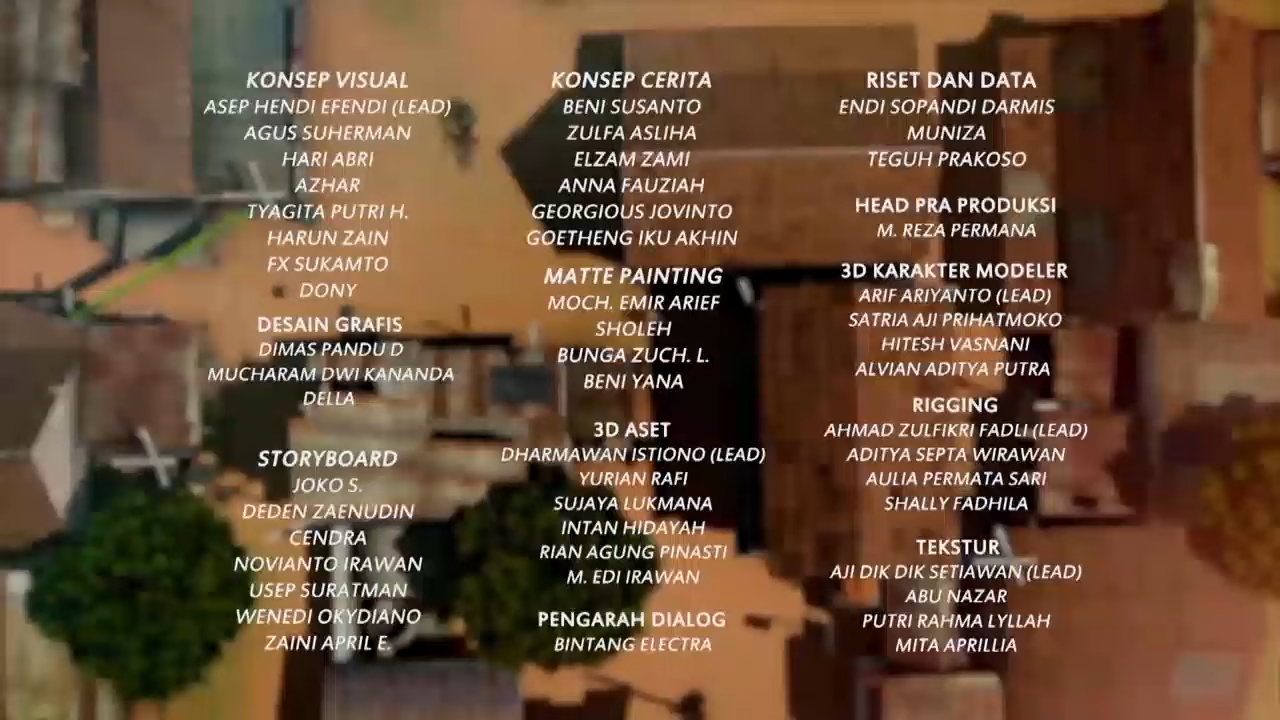 KONSEP VISUAL
ASEP HENDI EFENDI (LEAD)
AGUS SUHERMAN
HARI ABRI
AZHAR
TYAGITA PUTRI H.
HARUN ZAIN
FX SUKAMTO
DONY
DESAIN GRAFIS
DIMAS PANDU D
MUCHARAM DWI KANANDA
DELLA
STORYBOARD
JOKO S.
DEDEN ZAENUDIN
CENDRA
NOVIANTO IRAWAN
USEP SURATMAN
WENEDI OKYDIANO
ZAINI APRIL E.
KONSEP CERITA
BENI SUSANTO
ZULFA ASLIHA
ELZAM ZAMI
ANNA FAUZIAH
GEORGIOUS JOVINTO
GOETHENG IKU AKHIN
MATTE PAINTING
MOCH. EMIR ARIEF
SHOLEH
BUNGA ZUCH. L.
BENI YANA
3D ASET
DHARMAWAN ISTIONO (LEAD)
YURIAN RAFI
SUJAYA LUKMANA
INTAN HIDAYAH
RIAN AGUNG PINASTI
M. EDI IRAWAN
PENGARAH DIALOG
BINTANG ELECTRA
RISET DAN DATA
ENDI SOPANDI DARMIS
MUNIZA
TEGUH PRAKOSO
HEAD PRA PRODUKSI
M. REZA PERMANA
3D KARAKTER MODELER
ARIF ARIYANTO (LEAD)
SATRIA AJI PRIHATMOKO
HITESH VASNANI
ALVIAN ADITYA PUTRA
RIGGING
AHMAD ZULFIKRI FADLI (LEAD)
ADITYA SEPTA WIRAWAN
AULIA PERMATA SARI
SHALLY FADHILA
TEKSTUR
AJI DIK DIK SETIAWAN (LEAD)
ABU NAZAR
PUTRI RAHMA LYLLAH
MITA APRILLIA